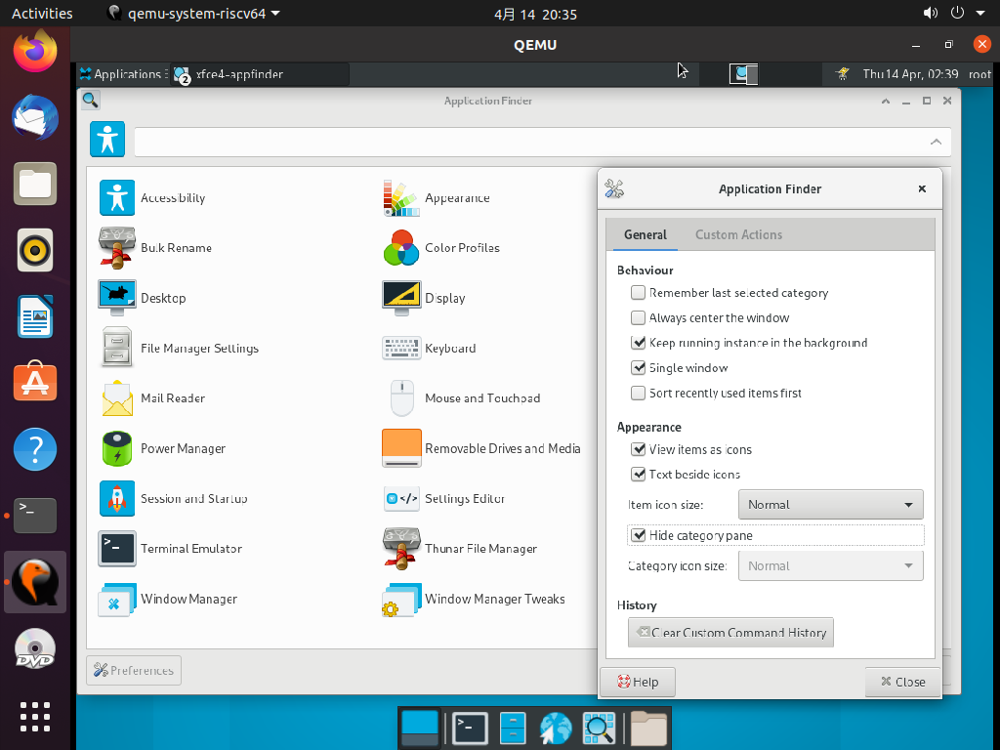 Activities
qemu-system-riscv64
4月 14 20:35
QEMU
Applications
2
xfce4-appfinder
Thu 14 Apr, 02:39
root
Application Finder
Accessibility
Appearance
Bulk Rename
Color Profiles
Desktop
Display
File Manager Settings
Keyboard
Mail Reader
Mouse and Touchpad
Power Manager
Removable Drives and Media
Session and Startup
Settings Editor
Terminal Emulator
Thunar File Manager
Window Manager
Window Manager Tweaks
Preferences
Application Finder
General
Custom Actions
Behaviour
Remember last selected category
Always center the window
Keep running instance in the background
Single window
Sort recently used items first
Appearance
View items as icons
Text beside icons
Item icon size:
Normal
Hide category pane
Category icon size:
Normal
History
Clear Custom Command History
Help
Close
DVD